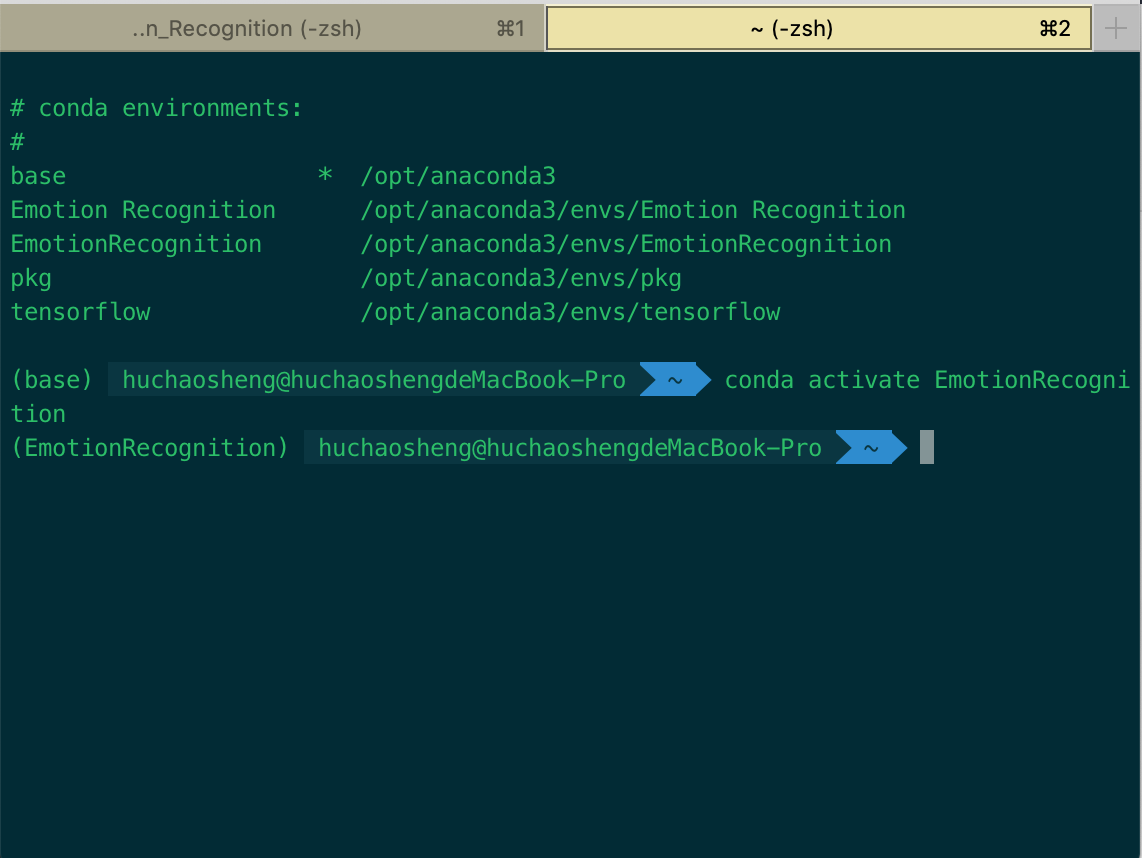 ..n_Recognition (-zsh) ⌘1 ~ (-zsh) ⌘2 +
# conda environments:
#
base * /opt/anaconda3
Emotion Recognition /opt/anaconda3/envs/Emotion Recognition
EmotionRecognition /opt/anaconda3/envs/EmotionRecognition
pkg /opt/anaconda3/envs/pkg
tensorflow /opt/anaconda3/envs/tensorflow
(base) huchaosheng@huchaoshengdeMacBook-Pro ~ conda activate EmotionRecogni
tion
(EmotionRecognition) huchaosheng@huchaoshengdeMacBook-Pro ~